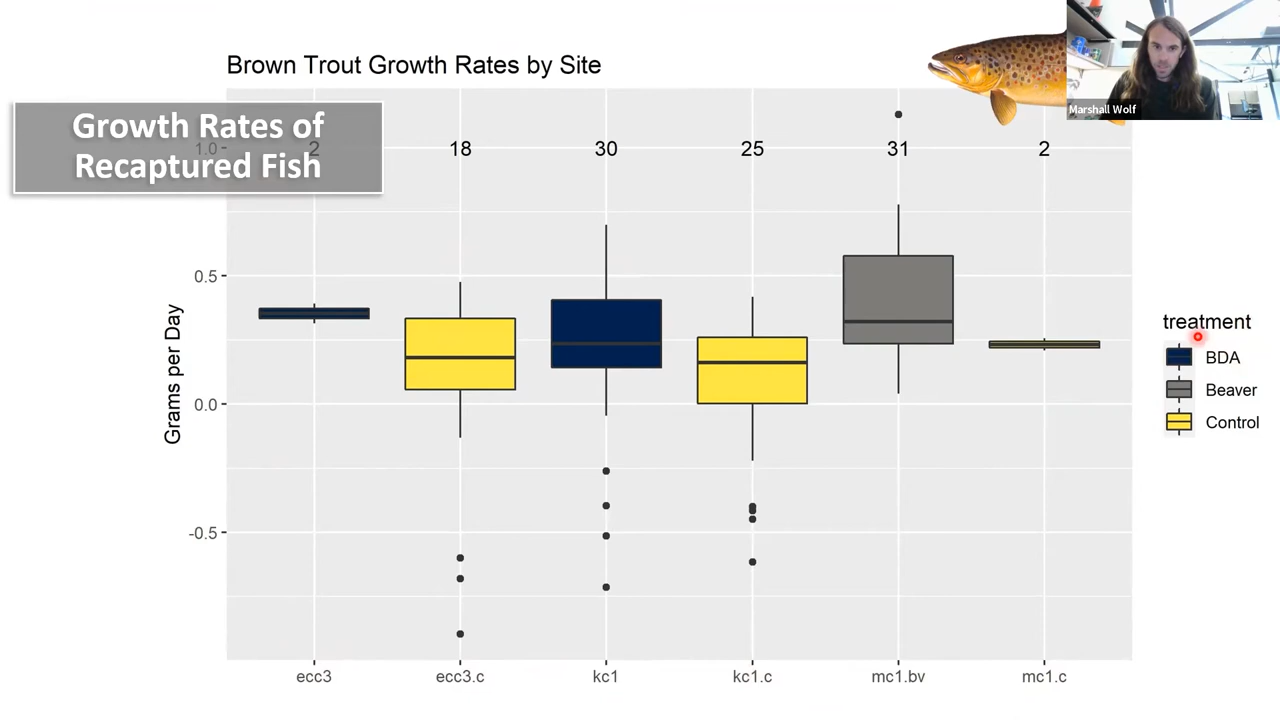 Brown Trout Growth Rates by Site
Marshall Wolf
Growth Rates of
Recaptured Fish
1.0
2 18 30 25 31 2
0.5
0.0
-0.5
Grams per Day
treatment
BDA
Beaver
Control
ecc3 ecc3.c kc1 kc1.c mc1.bv mc1.c